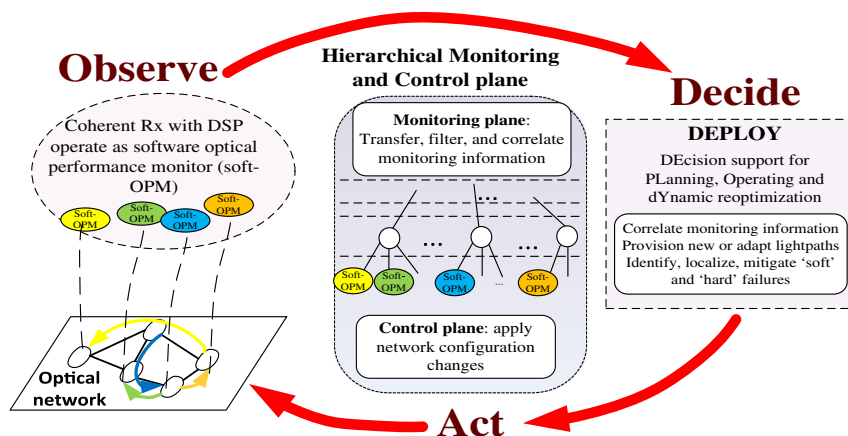 Observe
Coherent Rx with DSP
operate as software optical
performance monitor (soft-
OPM)
Soft-
OPM
Soft-
OPM
Soft-
OPM
Soft-
OPM
Optical
network
Hierarchical Monitoring
and Control plane
Monitoring plane:
Transfer, filter, and correlate
monitoring information
...
...
...
Soft-
OPM
Soft-
OPM
Soft-
OPM
...
Soft-
OPM
Control plane: apply
network configuration
changes
Decide
DEPLOY
DEcision support for
PLanning, Operating and
dYnamic reoptimization
Correlate monitoring information
Provision new or adapt lightpaths
Identify, localize, mitigate ‘soft’
and ‘hard’ failures
Act